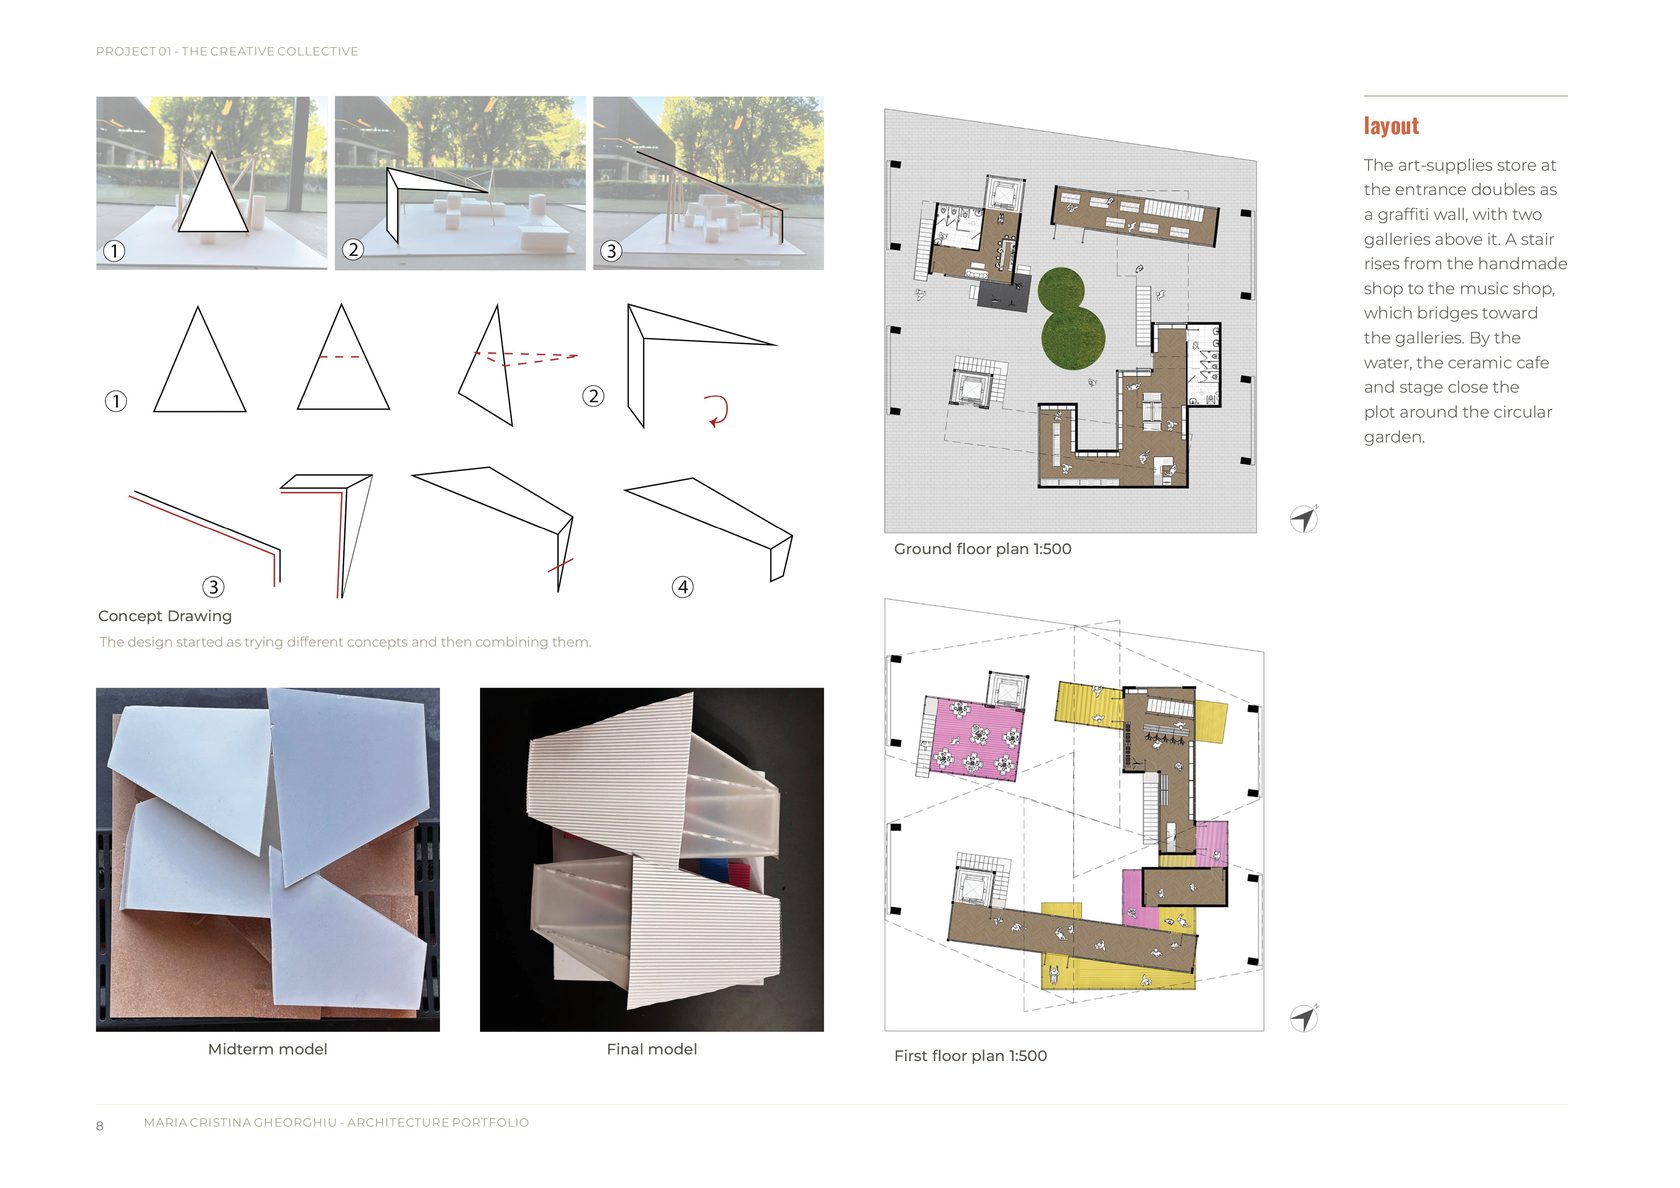 PROJECT 01 - THE CREATIVE COLLECTIVE
1
2
3
1
2
3
4
Concept Drawing
The design started as trying different concepts and then combining them.
Midterm model
Final model
Ground floor plan 1:500
First floor plan 1:500
layout
The art-supplies store at
the entrance doubles as
a graffiti wall, with two
galleries above it. A stair
rises from the handmade
shop to the music shop,
which bridges toward
the galleries. By the
water, the ceramic cafe
and stage close the
plot around the circular
garden.
8
MARIA CRISTINA GHEORGHIU - ARCHITECTURE PORTFOLIO